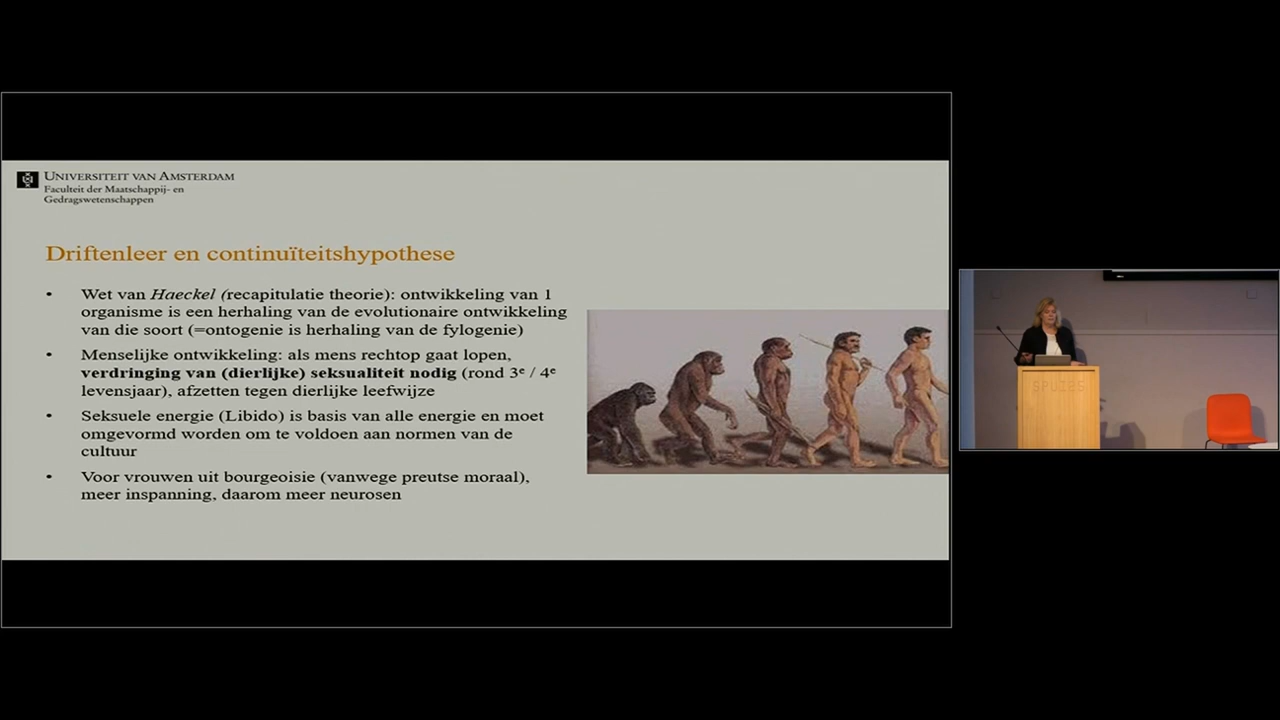 UNIVERSITEIT VAN AMSTERDAM
Faculteit der Maatschappij- en
Gedragswetenschappen
Driftenleer en continuïteitshypothese
• Wet van Haeckel (recapitulatie theorie): ontwikkeling van 1
organisme is een herhaling van de evolutionaire ontwikkeling
van die soort (=ontogenie is herhaling van de fylogenie)
• Menselijke ontwikkeling: als mens rechtop gaat lopen,
verdringing van (dierlijke) seksualiteit nodig (rond 3e / 4e
levensjaar), afzetten tegen dierlijke leefwijze
• Seksuele energie (Libido) is basis van alle energie en moet
omgevormd worden om te voldoen aan normen van de
cultuur
• Voor vrouwen uit bourgeoisie (vanwege preutse moraal),
meer inspanning, daarom meer neurosen